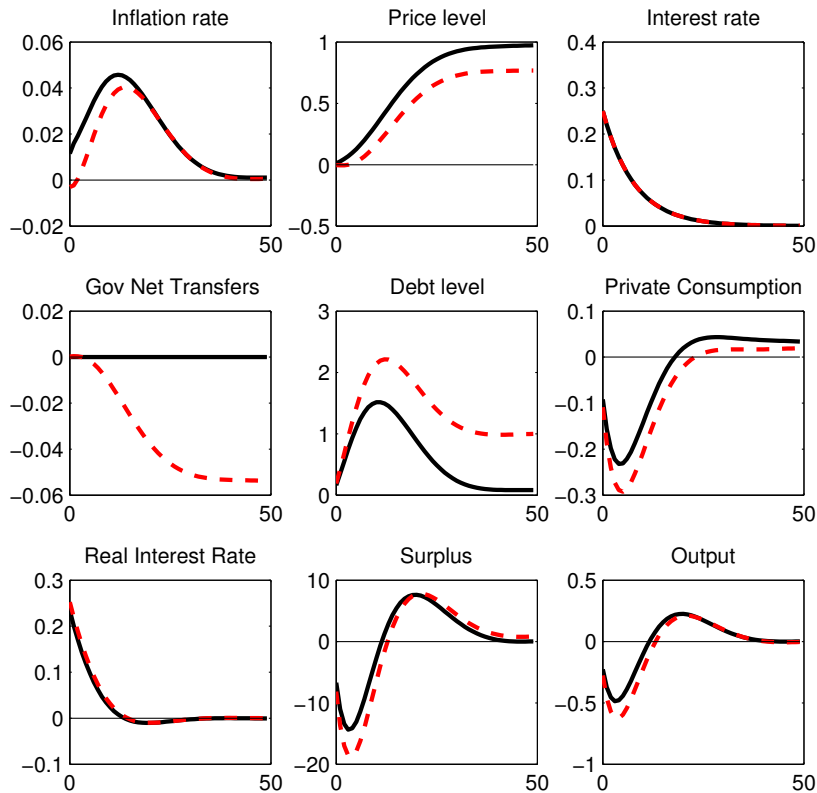 Inflation rate Price level Interest rate
0.06 1 0.4
0.04 0.3
0.5
0.02 0.2
0
0 0.1
−0.02 −0.5 0
0 50 0 50 0 50
Gov Net Transfers Debt level Private Consumption
0.02 3 0.1
0 0
2
−0.02 −0.1
1
−0.04 −0.2
−0.06 0 −0.3
0 50 0 50 0 50
Real Interest Rate Surplus Output
0.3 10 0.5
0.2 0 0
0.1
−10 −0.5
0
−0.1 −20 −1
0 50 0 50 0 50